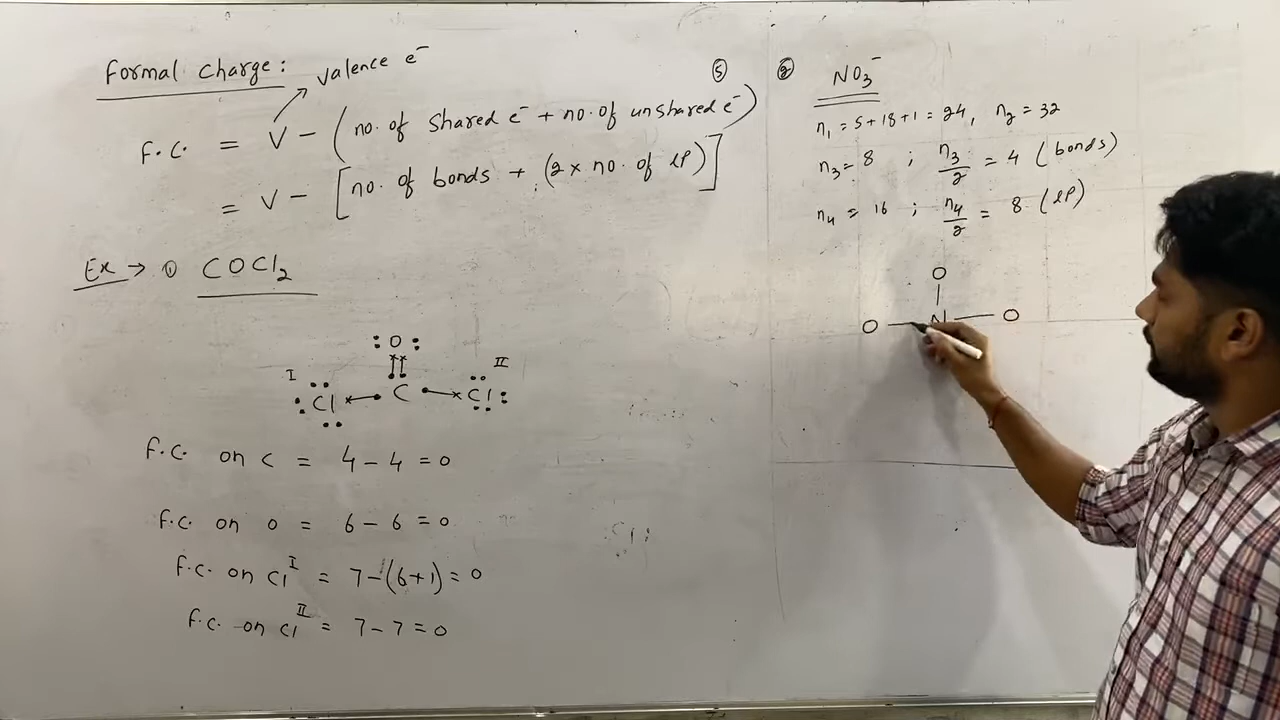 Formal Charge:
valence e⁻
F.C. = V - (no. of shared e⁻ + no. of unshared e⁻)
= V - [no. of bonds + (2 x no. of lP)]
Ex → ① COCl₂
:O:
I
II
Cl
C
Cl
F.C. on C = 4 - 4 = 0
F.C. on O = 6 - 6 = 0
F.C. on Cl^I = 7 - (6+1) = 0
F.C. on Cl^II = 7 - 7 = 0
⑤
② NO₃⁻
n₁ = 5+18+1 = 24, n₂ = 32
n₃ = 8 ; n₃/2 = 4 (bonds)
n₄ = 16 ; n₄/2 = 8 (lP)
O
O - N - O